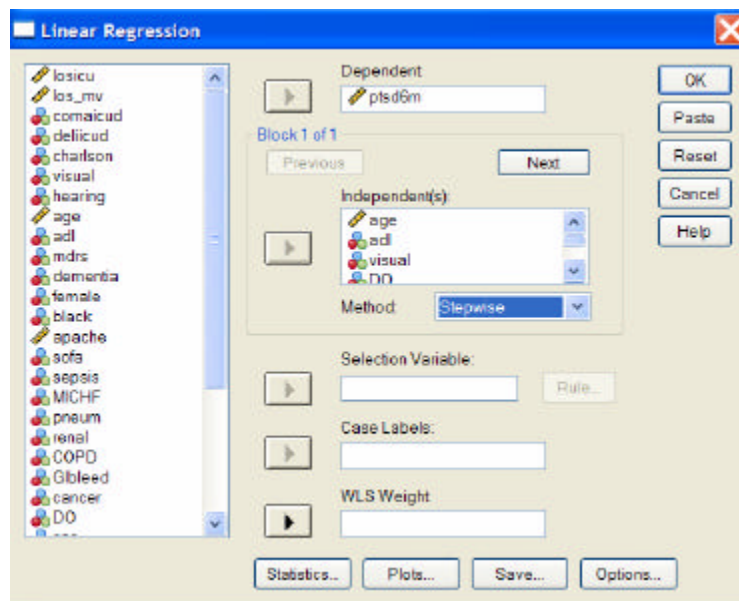 Linear Regression
losicu
los_mv
comaicud
deliicud
charlson
visual
hearing
age
adl
mdrs
dementia
female
black
apache
sofa
sepsis
MICHF
pneum
renal
COPD
GIbleed
cancer
DO
Dependent
ptsd6m
Block 1 of 1
Previous
Next
Independent(s):
age
adl
visual
DO
Method:
Stepwise
Selection Variable:
Rule...
Case Labels:
WLS Weight
Statistics...
Plots...
Save...
Options...
OK
Paste
Reset
Cancel
Help